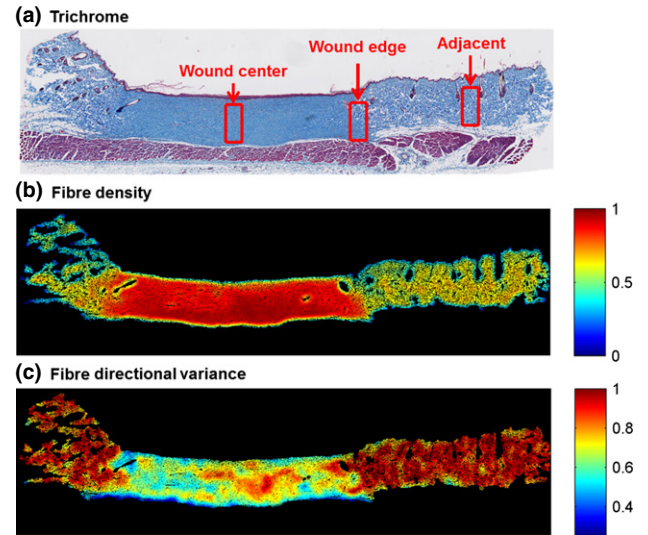 (a) Trichrome
Wound center
Wound edge
Adjacent
(b) Fibre density
1
0.5
0
(c) Fibre directional variance
1
0.8
0.6
0.4